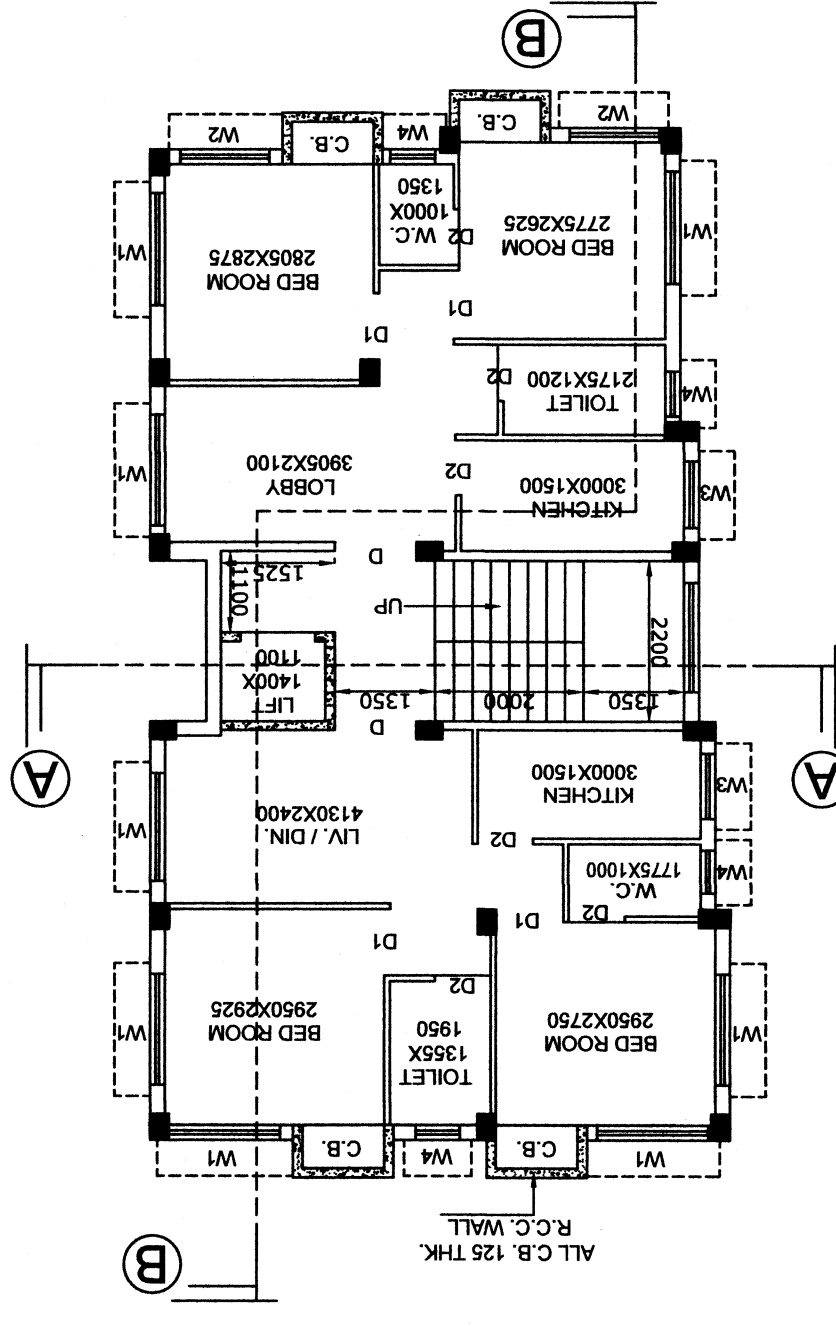 B
ALL C.B. 125 THK.
R.C.C. WALL
W1
W4
W1
C.B.
C.B.
W1
BED ROOM
2950X2750
TOILET
1355X
1950
BED ROOM
2950X2925
W1
D2
D1
D1
D2
W4
W.C.
1775X1000
D2
W3
KITCHEN
3000X1500
LIV. / DIN.
4130X2400
W1
A
A
D
1350
2000
1350
LIFT
1400X
1100
2200
UP
1100
1525
D
W3
KITCHEN
3000X1500
D2
LOBBY
3905X2100
W1
W4
TOILET
2175X1200
D2
D1
D1
W1
BED ROOM
2775X2625
D2
W.C.
1000X
1350
BED ROOM
2805X2875
W1
W2
C.B.
W4
C.B.
W2
B